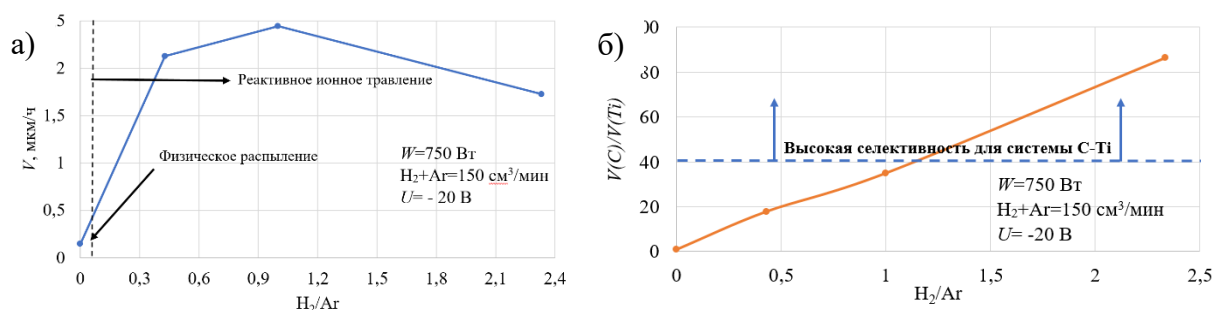 а)
5
2
1,5
1
0,5
0
V, мкм/ч
Реактивное ионное травление
Физическое распыление
W=750 Вт
H₂+Ar=150 см³/мин
U= - 20 В
0 0,3 0,6 0,9 1,2 1,5 1,8 2,1 2,4
H₂/Ar
б)
00
80
60
40
20
0
V(C)/V(Ti)
Высокая селективность для системы C-Ti
W=750 Вт
H₂+Ar=150 см³/мин
U= -20 В
0 0,5 1 1,5 2 2,5
H₂/Ar